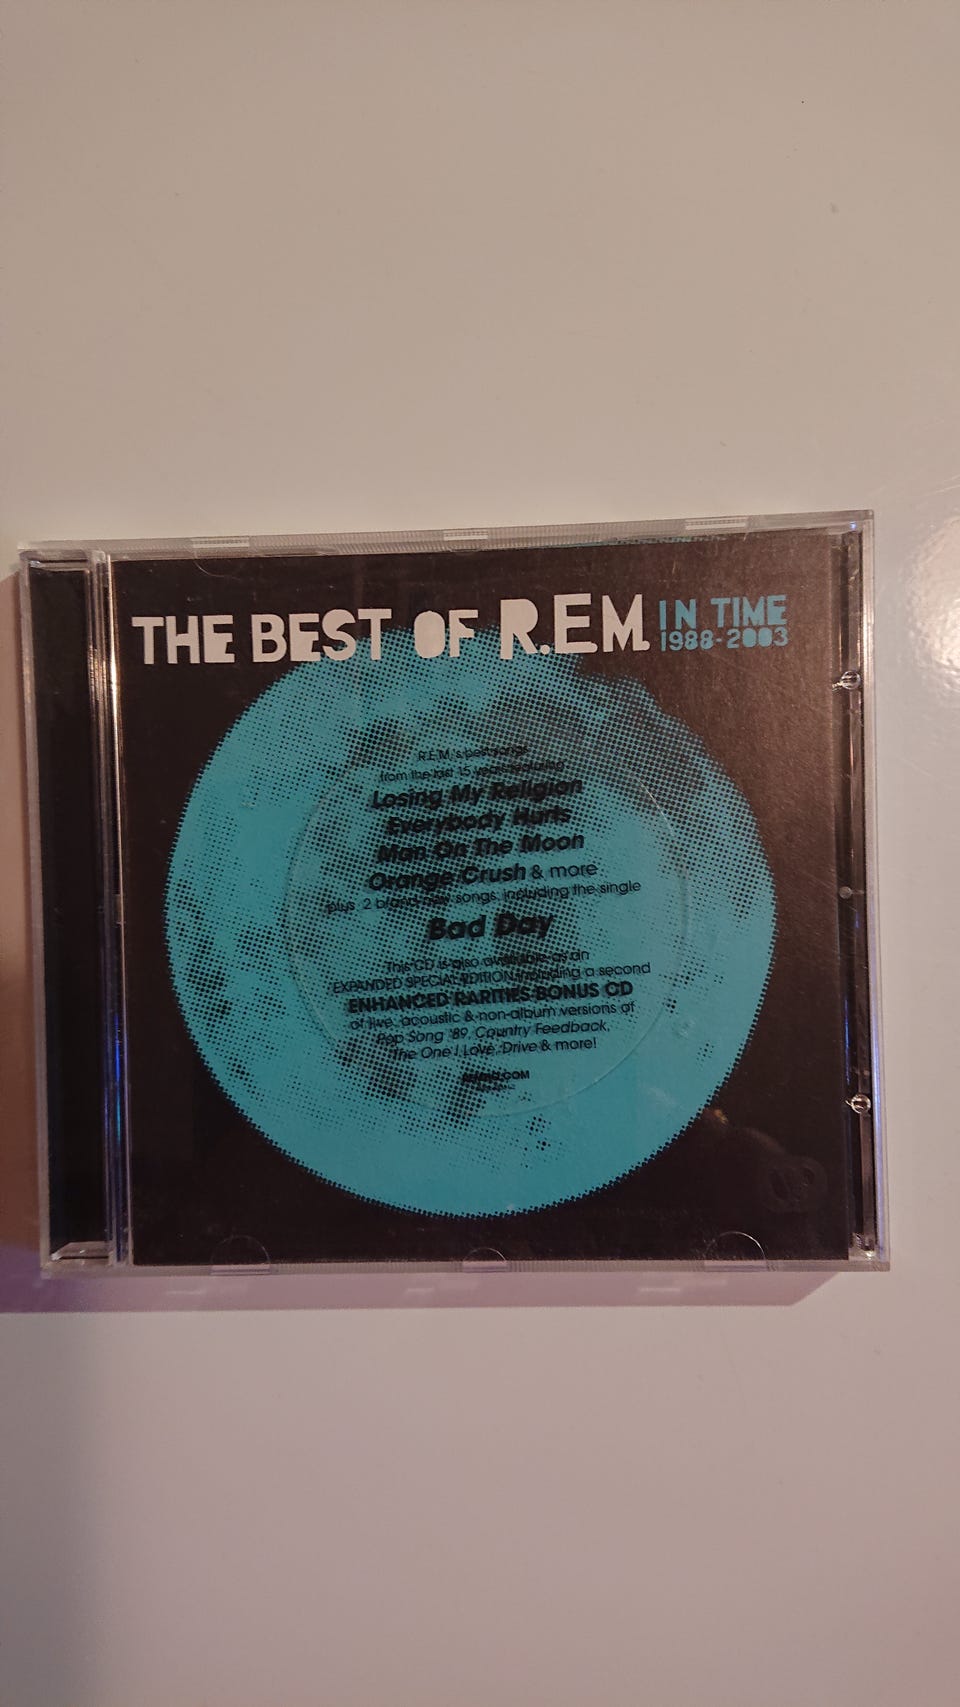 THE BEST OF R.E.M. IN TIME
1988-2003
R.E.M.'s best songs
from the last 15 years featuring
Losing My Religion
Everybody Hurts
Man On The Moon
Orange Crush & more
plus 2 brand new songs, including the single
Bad Day
This CD is also available as an
EXPANDED SPECIAL EDITION including a second
ENHANCED RARITIES BONUS CD
of live, acoustic & non-album versions of
Pop Song '89, Country Feedback,
The One I Love, Drive & more!
REMHQ.COM